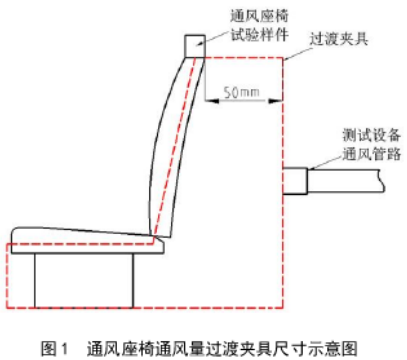 通风座椅
试验样件
过渡夹具
50mm
测试设备
通风管路
图1 通风座椅通风量过渡夹具尺寸示意图